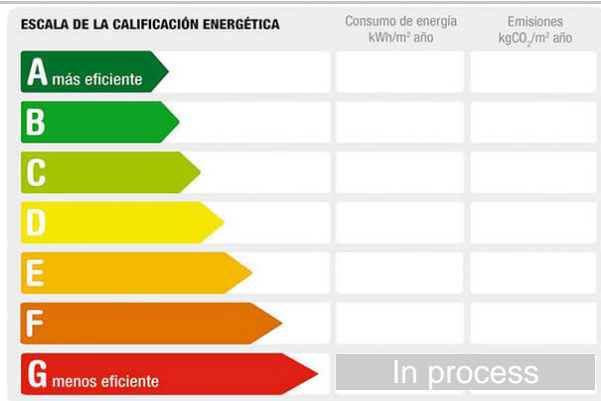 ESCALA DE LA CALIFICACIÓN ENERGÉTICA
Consumo de energía
kWh/m² año
Emisiones
kgCO₂/m² año
A más eficiente
B
C
D
E
F
G menos eficiente
In process